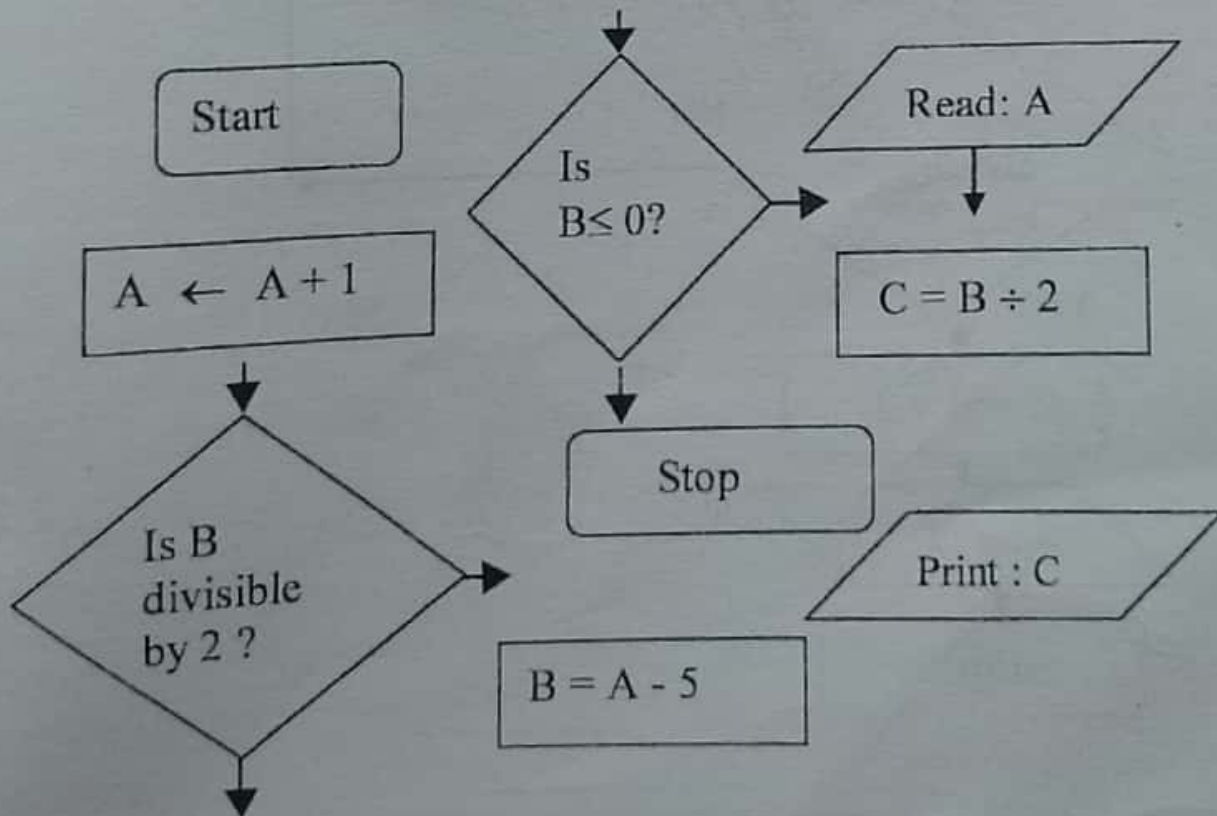 Start
Is
B≤ 0?
Read: A
A ← A + 1
C = B ÷ 2
Stop
Is B
divisible
by 2 ?
Print : C
B = A - 5